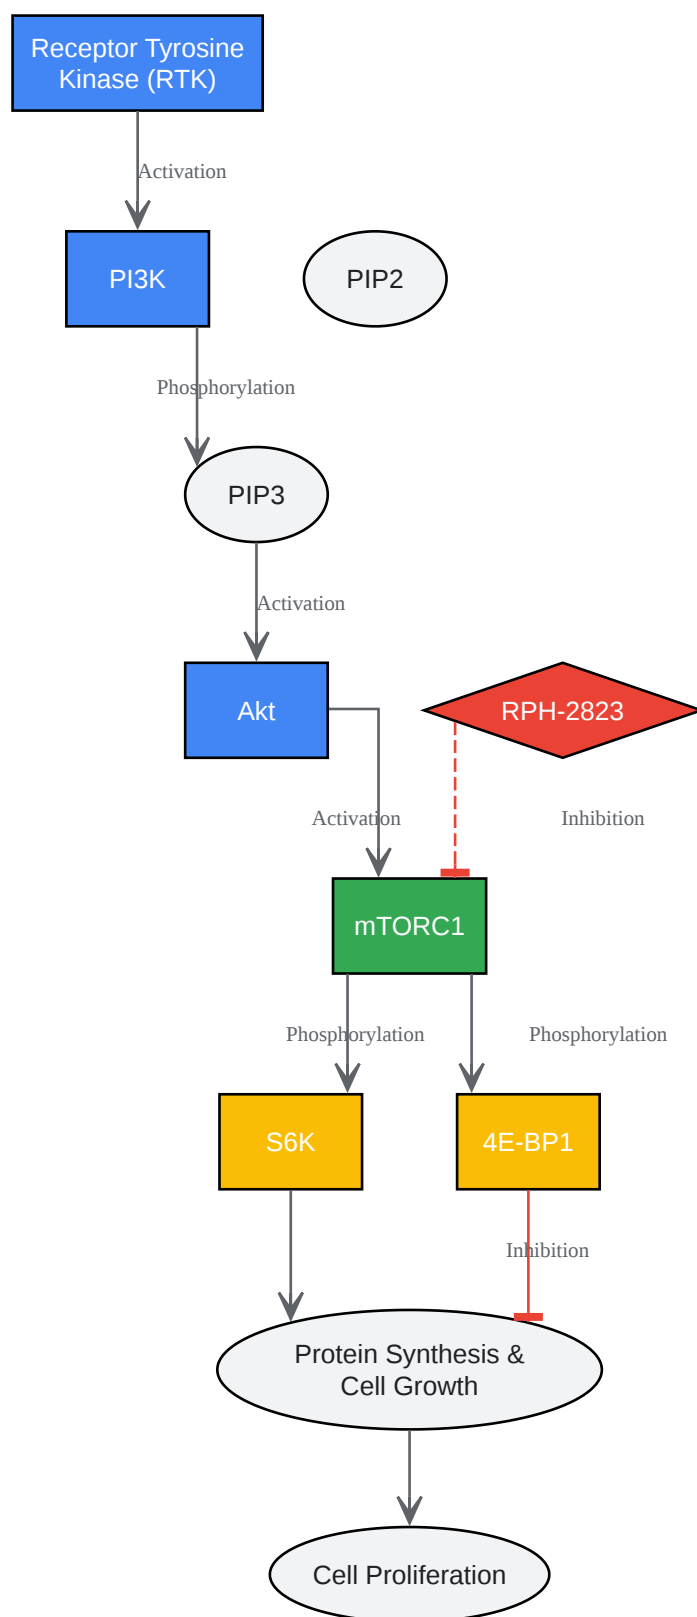 Receptor Tyrosine
Kinase (RTK)
Activation
PI3K
PIP2
Phosphorylation
PIP3
Activation
Akt
RPH-2823
Activation
Inhibition
mTORC1
Phosphorylation
Phosphorylation
S6K
4E-BP1
Inhibition
Protein Synthesis &
Cell Growth
Cell Proliferation